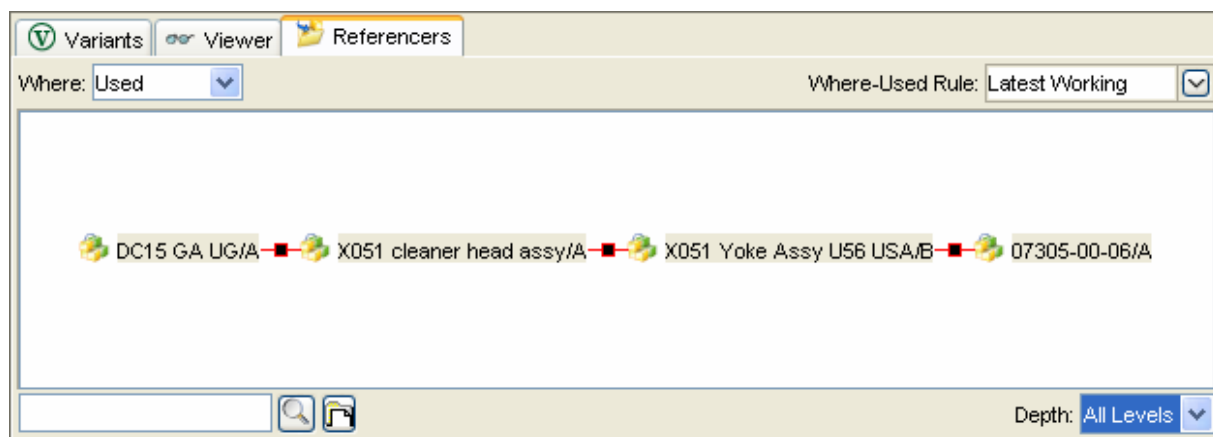 Variants Viewer Referencers
Where: Used Where-Used Rule: Latest Working
DC15 GA UG/A X051 cleaner head assy/A X051 Yoke Assy U56 USA/B 07305-00-06/A
Depth: All Levels